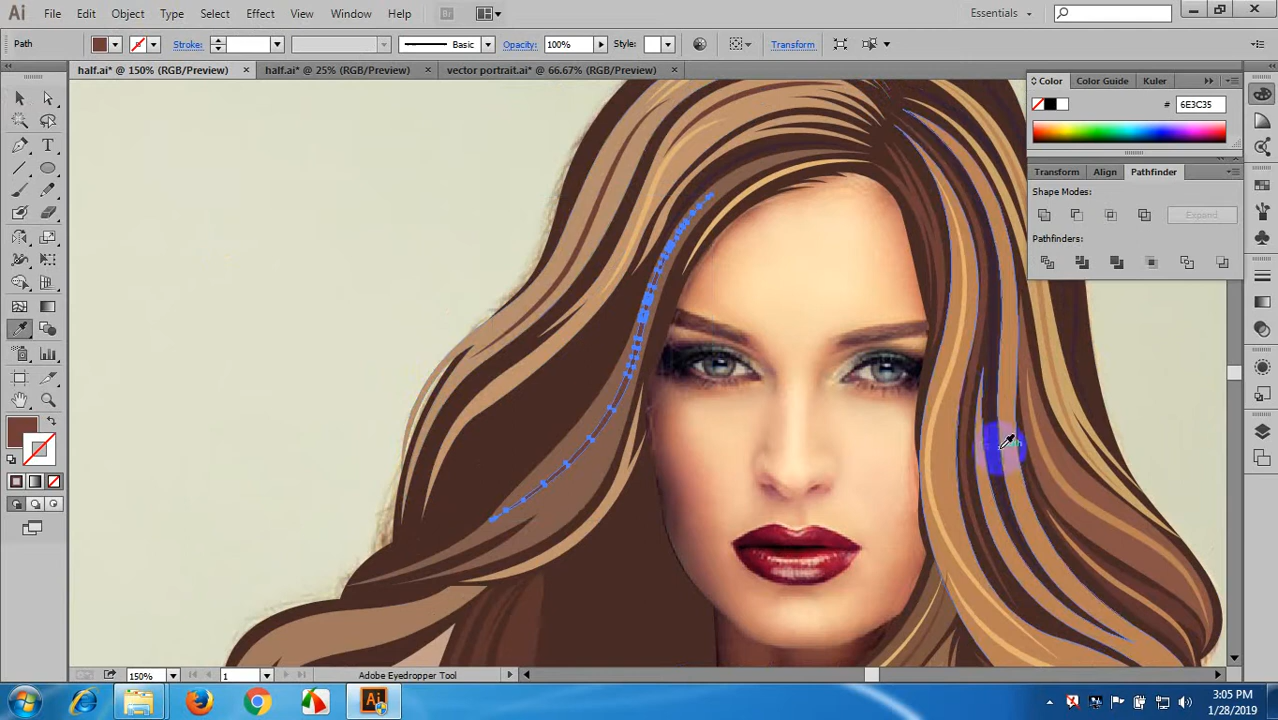 Ai File Edit Object Type Select Effect View Window Help Br Essentials
Path Stroke: Basic Opacity: 100% Style: Transform
half.ai* @ 150% (RGB/Preview) × half.ai* @ 25% (RGB/Preview) × vector portrait.ai* @ 66.67% (RGB/Preview) ×
Color Color Guide Kuler
# 6E3C35
Transform Align Pathfinder
Shape Modes:
Expand
Pathfinders:
150% 1 Adobe Eyedropper Tool
Ai
3:05 PM
1/28/2019